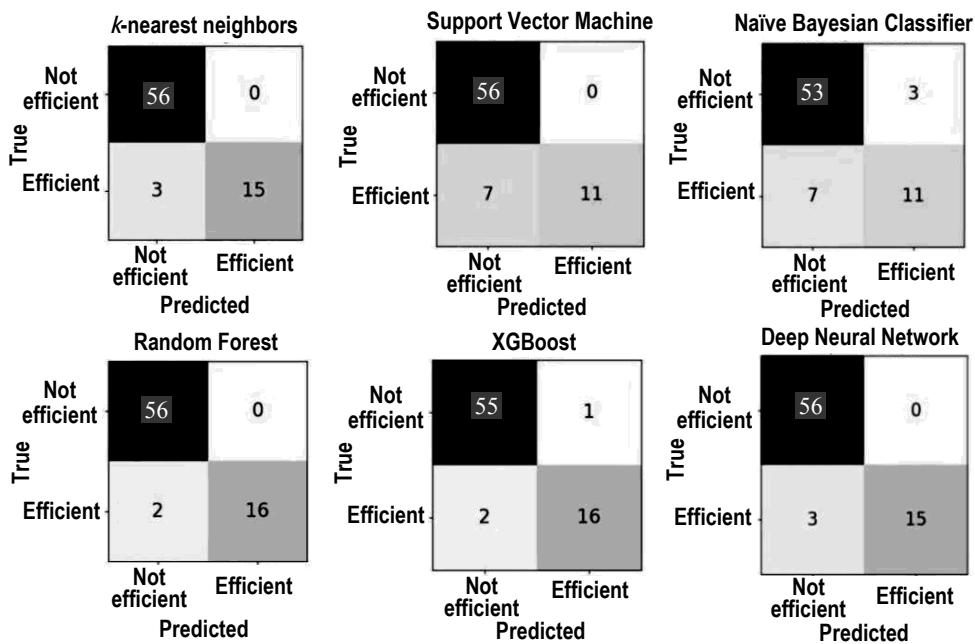 k-nearest neighbors
True
Not
efficient
56 0
Efficient
3 15
Not
efficient
Efficient
Predicted
Support Vector Machine
True
Not
efficient
56 0
Efficient
7 11
Not
efficient
Efficient
Predicted
Naïve Bayesian Classifier
True
Not
efficient
53 3
Efficient
7 11
Not
efficient
Efficient
Predicted
Random Forest
True
Not
efficient
56 0
Efficient
2 16
Not
efficient
Efficient
Predicted
XGBoost
True
Not
efficient
55 1
Efficient
2 16
Not
efficient
Efficient
Predicted
Deep Neural Network
True
Not
efficient
56 0
Efficient
3 15
Not
efficient
Efficient
Predicted